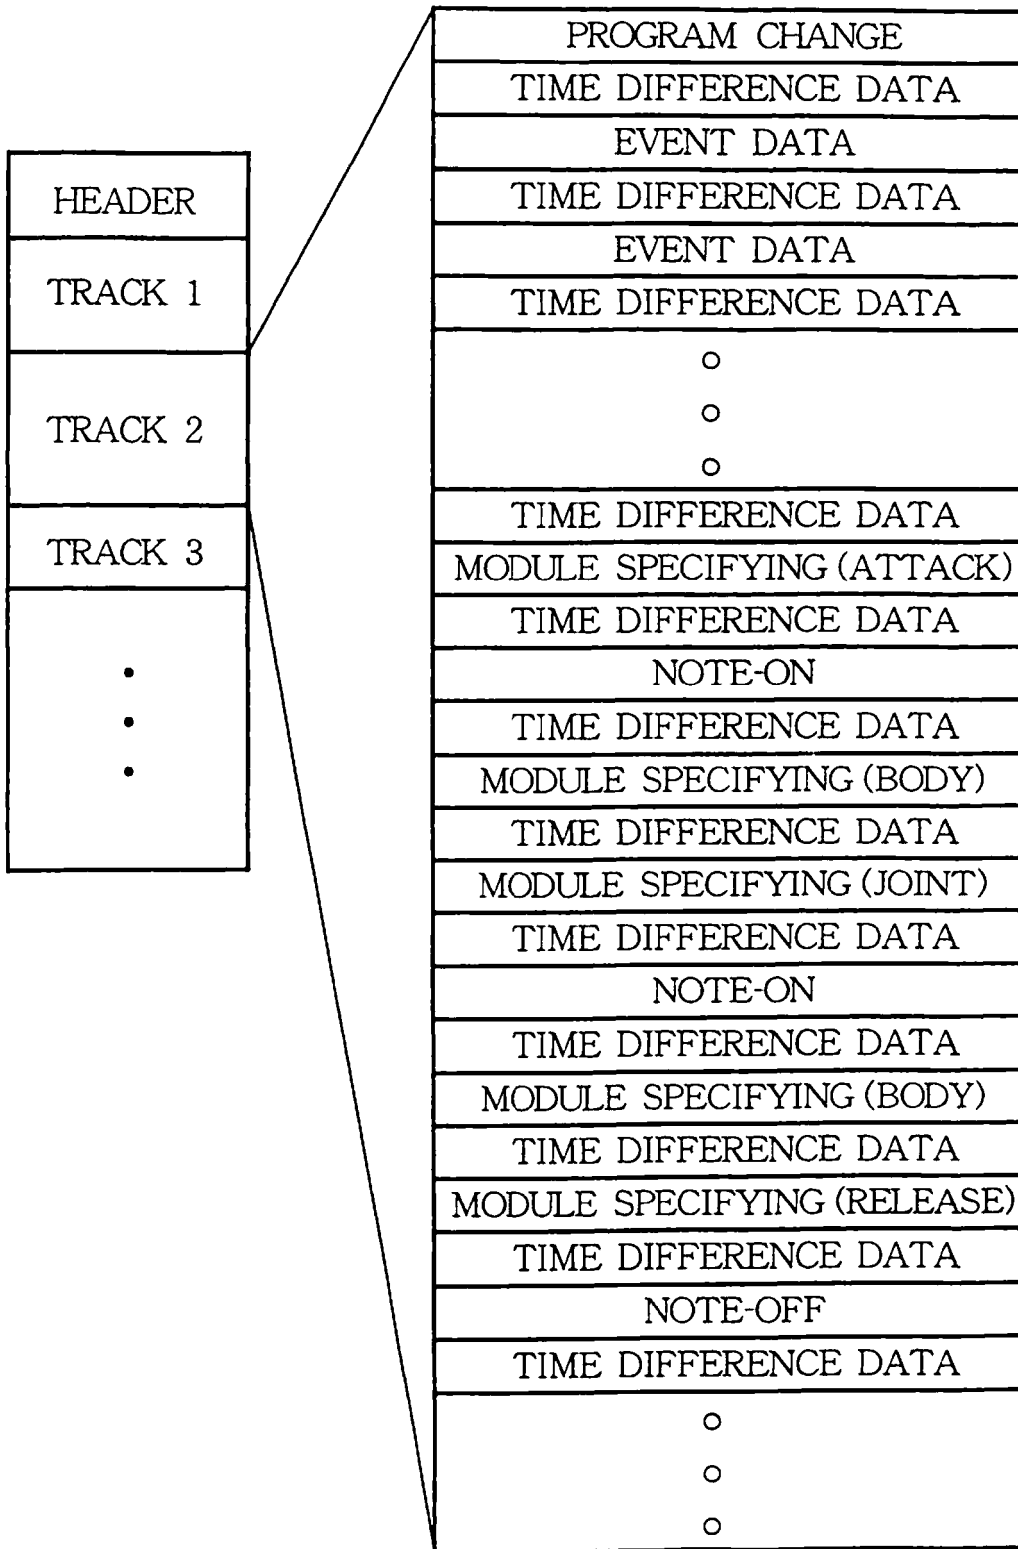 HEADER
TRACK 1
TRACK 2
TRACK 3
PROGRAM CHANGE
TIME DIFFERENCE DATA
EVENT DATA
TIME DIFFERENCE DATA
EVENT DATA
TIME DIFFERENCE DATA
TIME DIFFERENCE DATA
MODULE SPECIFYING (ATTACK)
TIME DIFFERENCE DATA
NOTE-ON
TIME DIFFERENCE DATA
MODULE SPECIFYING (BODY)
TIME DIFFERENCE DATA
MODULE SPECIFYING (JOINT)
TIME DIFFERENCE DATA
NOTE-ON
TIME DIFFERENCE DATA
MODULE SPECIFYING (BODY)
TIME DIFFERENCE DATA
MODULE SPECIFYING (RELEASE)
TIME DIFFERENCE DATA
NOTE-OFF
TIME DIFFERENCE DATA